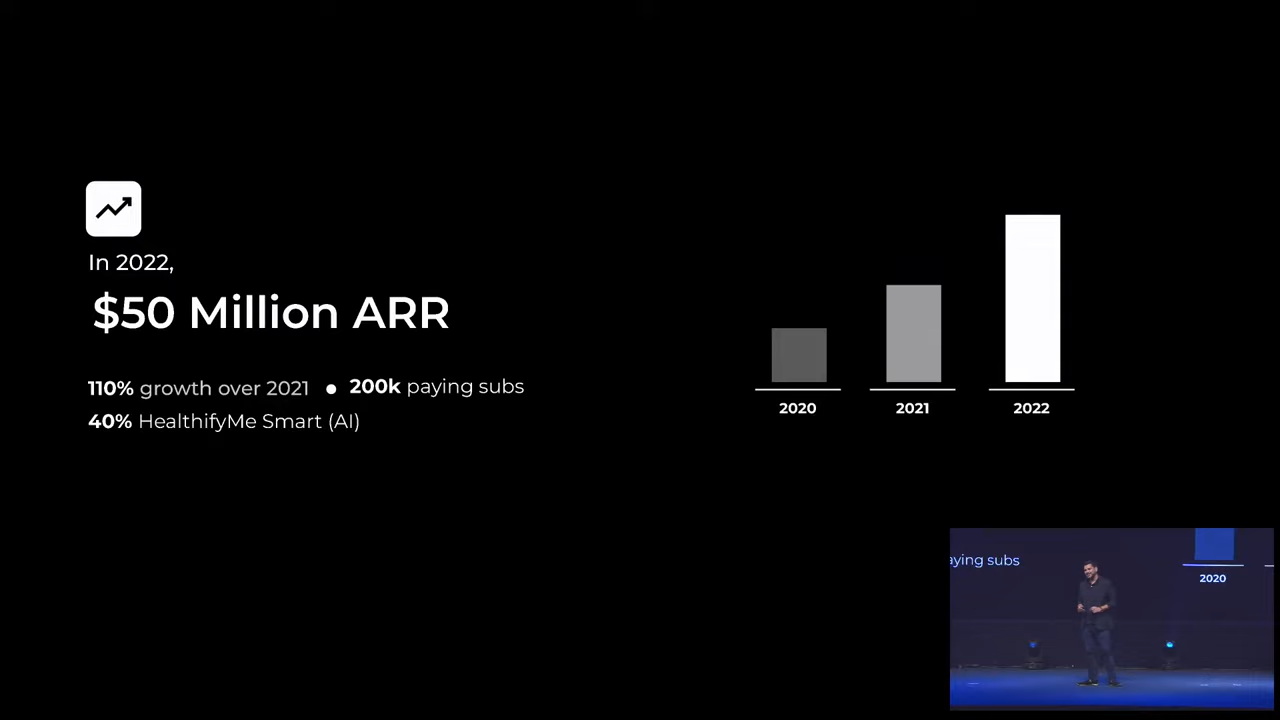 In 2022,
$50 Million ARR
110% growth over 2021 ● 200k paying subs
40% HealthifyMe Smart (AI)
2020 2021 2022
aying subs
2020